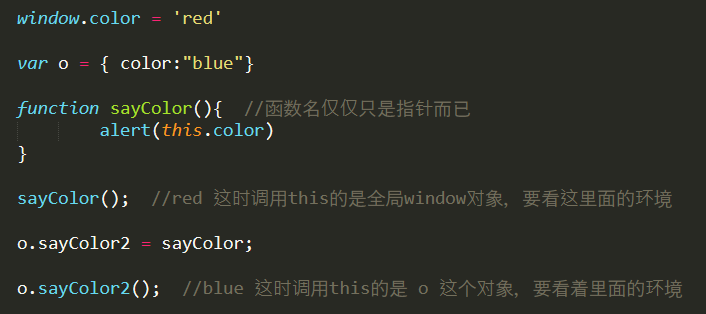 window.color = 'red'
var o = { color:"blue"}
function sayColor(){  //函数名仅仅只是指针而已
alert(this.color)
}
sayColor();  //red 这时调用this的是全局window对象，要看这里面的环境
o.sayColor2 = sayColor;
o.sayColor2();  //blue 这时调用this的是 o 这个对象，要看着里面的环境